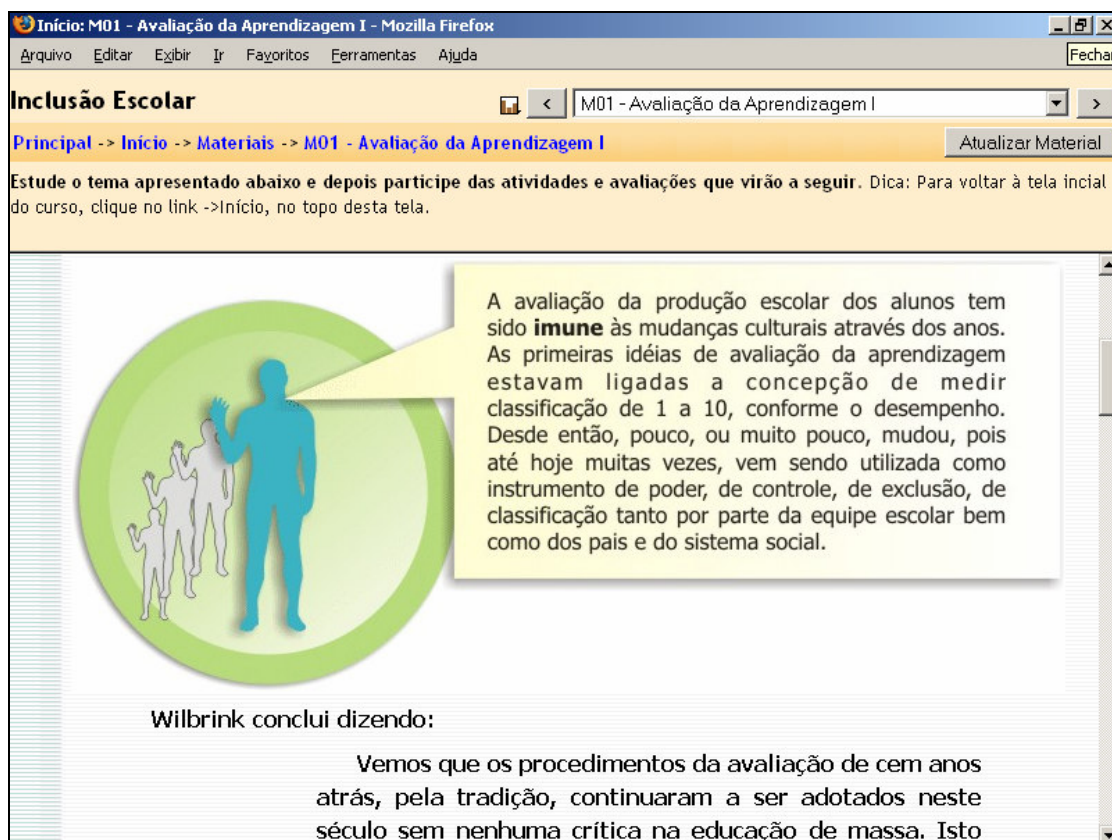 Início: M01 - Avaliação da Aprendizagem I - Mozilla Firefox
Arquivo Editar Exibir Ir Favoritos Ferramentas Ajuda
Fechar
Inclusão Escolar
< M01 - Avaliação da Aprendizagem I >
Principal -> Início -> Materiais -> M01 - Avaliação da Aprendizagem I
Atualizar Material
Estude o tema apresentado abaixo e depois participe das atividades e avaliações que virão a seguir. Dica: Para voltar à tela incial
do curso, clique no link ->Início, no topo desta tela.
A avaliação da produção escolar dos alunos tem
sido imune às mudanças culturais através dos anos.
As primeiras idéias de avaliação da aprendizagem
estavam ligadas a concepção de medir
classificação de 1 a 10, conforme o desempenho.
Desde então, pouco, ou muito pouco, mudou, pois
até hoje muitas vezes, vem sendo utilizada como
instrumento de poder, de controle, de exclusão, de
classificação tanto por parte da equipe escolar bem
como dos pais e do sistema social.
Wilbrink conclui dizendo:
Vemos que os procedimentos da avaliação de cem anos
atrás, pela tradição, continuaram a ser adotados neste
século sem nenhuma crítica na educação de massa. Isto